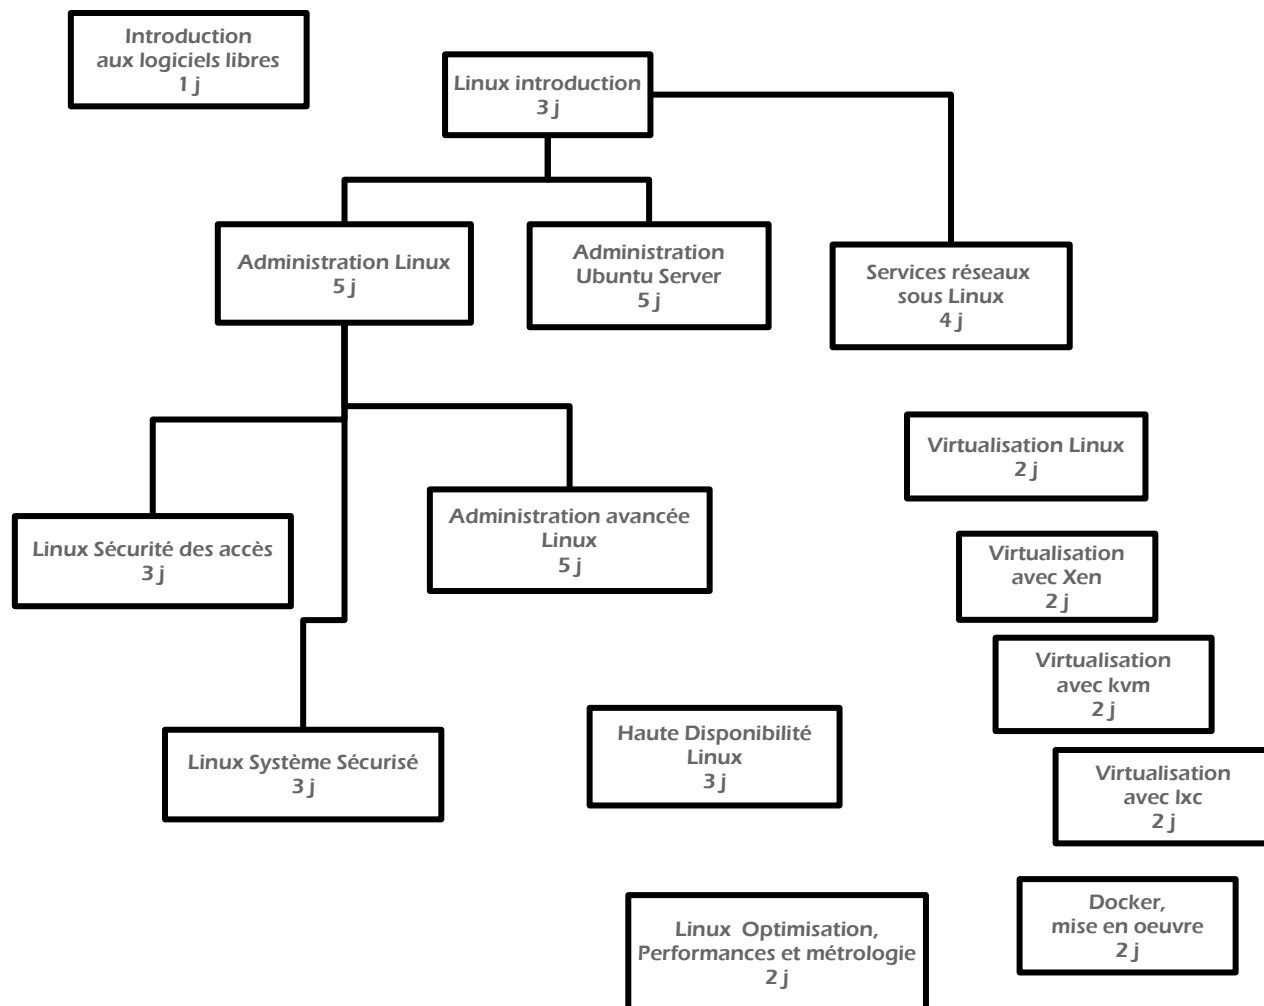 Introduction
aux logiciels libres
1 j
Linux introduction
3 j
Administration Linux
5 j
Administration
Ubuntu Server
5 j
Services réseaux
sous Linux
4 j
Virtualisation Linux
2 j
Linux Sécurité des accès
3 j
Administration avancée
Linux
5 j
Virtualisation
avec Xen
2 j
Virtualisation
avec kvm
2 j
Linux Système Sécurisé
3 j
Haute Disponibilité
Linux
3 j
Virtualisation
avec lxc
2 j
Linux  Optimisation,
Performances et métrologie
2 j
Docker,
mise en oeuvre
2 j